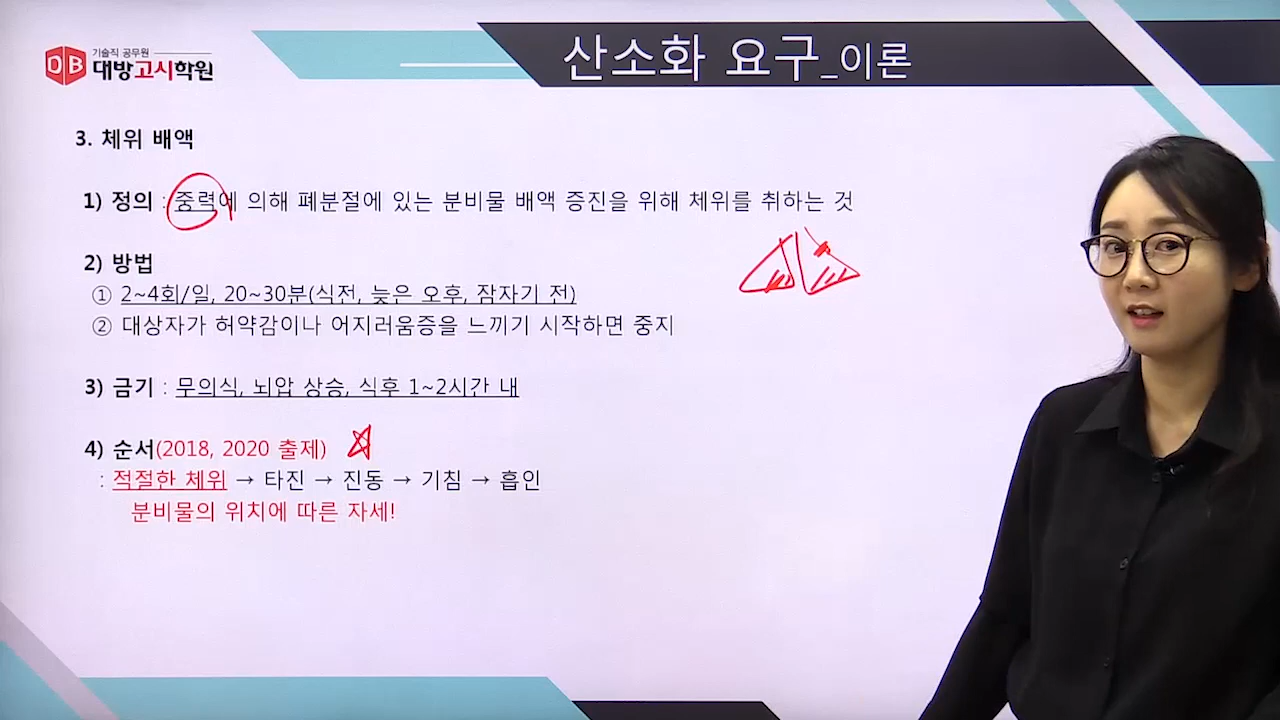 기술직 공무원
DB 대방고시학원
산소화 요구_이론
3. 체위 배액
1) 정의 : 중력에 의해 폐분절에 있는 분비물 배액 증진을 위해 체위를 취하는 것
2) 방법
① 2~4회/일, 20~30분(식전, 늦은 오후, 잠자기 전)
② 대상자가 허약감이나 어지러움증을 느끼기 시작하면 중지
3) 금기 : 무의식, 뇌압 상승, 식후 1~2시간 내
4) 순서(2018, 2020 출제)
: 적절한 체위 → 타진 → 진동 → 기침 → 흡인
분비물의 위치에 따른 자세!